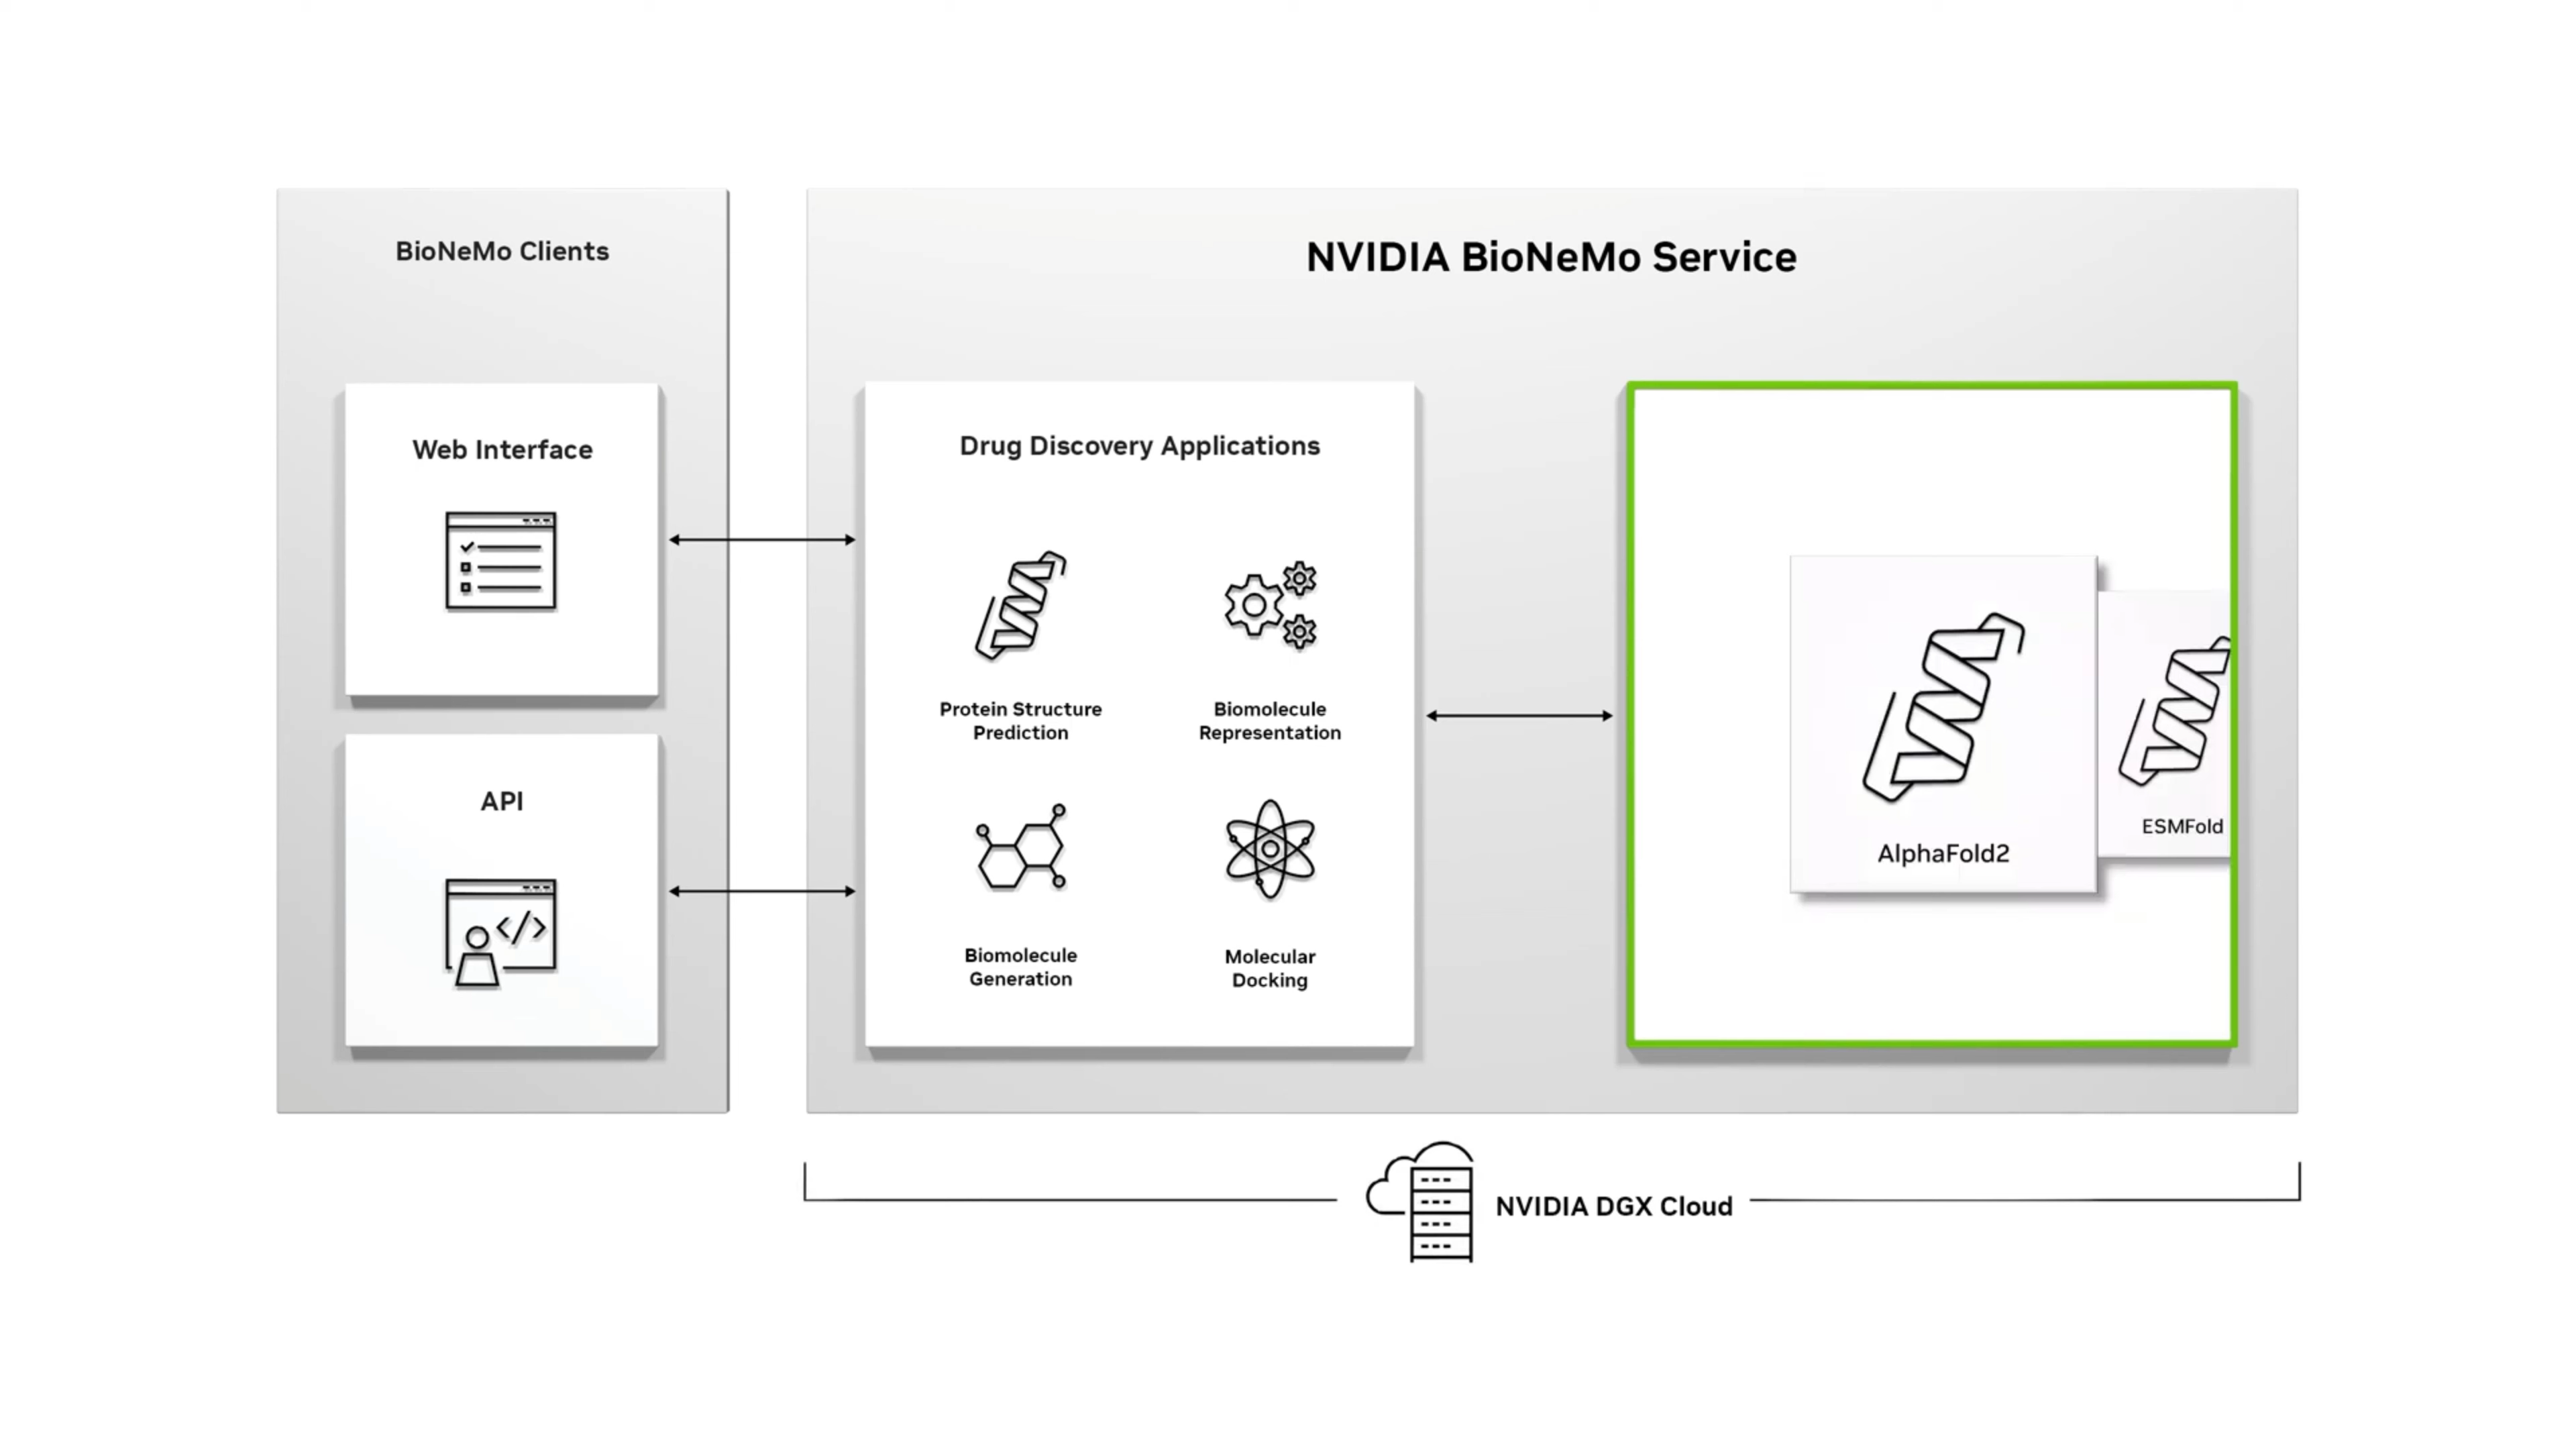 BioNeMo Clients
Web Interface
API
NVIDIA BioNeMo Service
Drug Discovery Applications
Protein Structure
Prediction
Biomolecule
Representation
Biomolecule
Generation
Molecular
Docking
AlphaFold2
ESMFold
NVIDIA DGX Cloud